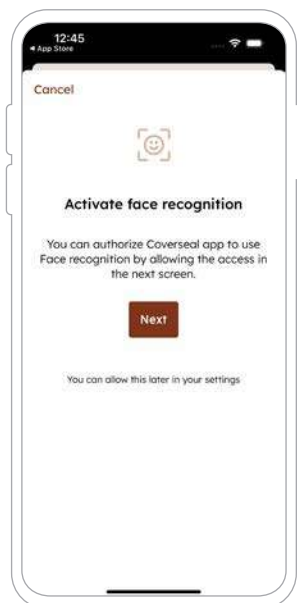 12:45
App Store
Cancel
Activate face recognition
You can authorize Coverseal app to use
Face recognition by allowing the access in
the next screen.
Next
You can allow this later in your settings